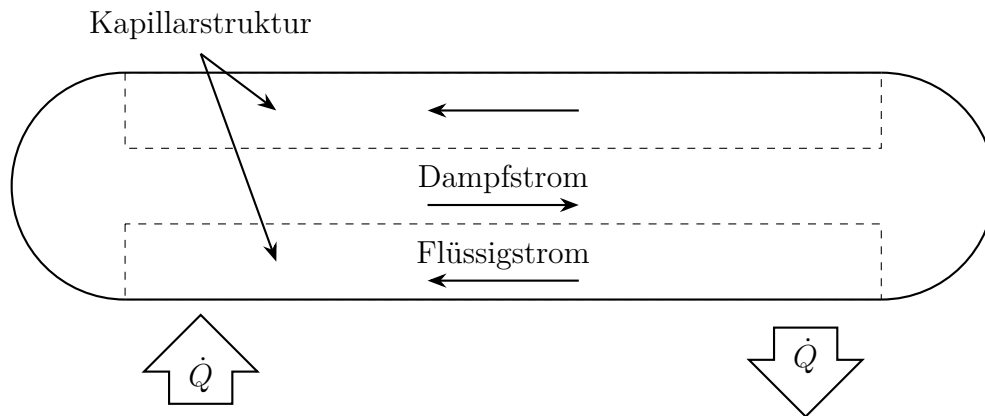 Kapillarstruktur
Dampfstrom
Flüssigstrom
Q̇
Q̇